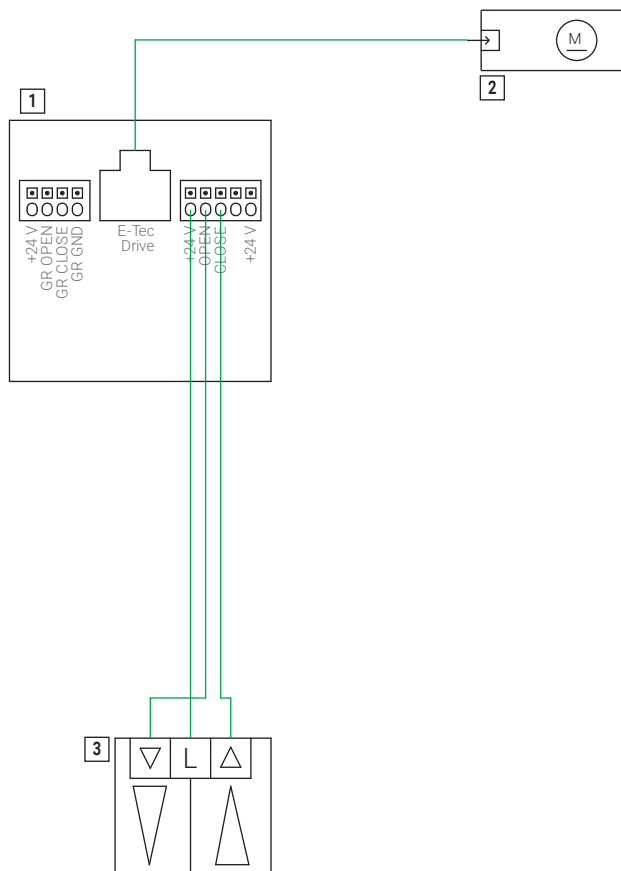 M
2
1
E-Tec
Drive
+24 V
GR OPEN
GR CLOSE
GR GND
+24 V
OPEN
CLOSE
+24 V
3
L